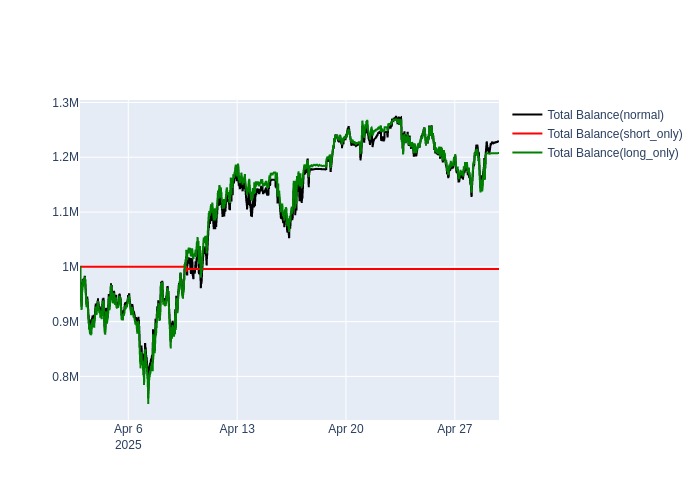 1.3M
1.2M
1.1M
1M
0.9M
0.8M
Apr 6
2025
Apr 13
Apr 20
Apr 27
Total Balance(normal)
Total Balance(short_only)
Total Balance(long_only)